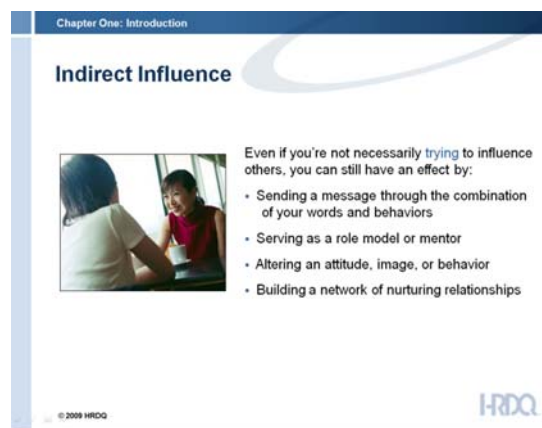 Chapter One: Introduction
Indirect Influence
Even if you're not necessarily trying to influence
others, you can still have an effect by:
• Sending a message through the combination
of your words and behaviors
• Serving as a role model or mentor
• Altering an attitude, image, or behavior
• Building a network of nurturing relationships
© 2009 HRDQ
HRDQ